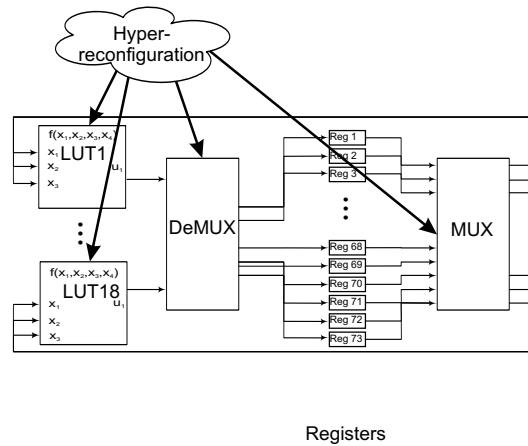 Hyper-
reconfiguration
f(x₁,x₂,x₃,x₄)
x₁
LUT1
x₂
u₁
x₃
DeMUX
f(x₁,x₂,x₃,x₄)
LUT18
x₁
u₁
x₂
x₃
Reg 1
Reg 2
Reg 3
Reg 68
Reg 69
Reg 70
Reg 71
Reg 72
Reg 73
MUX
Registers